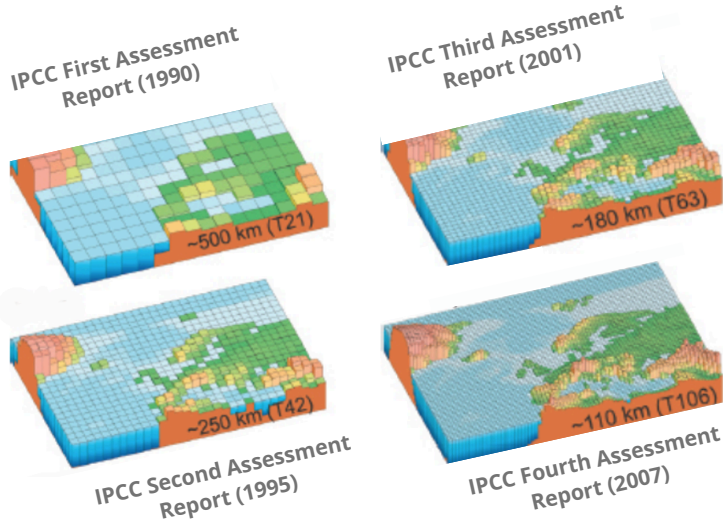 IPCC First Assessment
Report (1990)
~500 km (T21)
IPCC Third Assessment
Report (2001)
~180 km (T63)
~250 km (T42)
IPCC Second Assessment
Report (1995)
~110 km (T106)
IPCC Fourth Assessment
Report (2007)